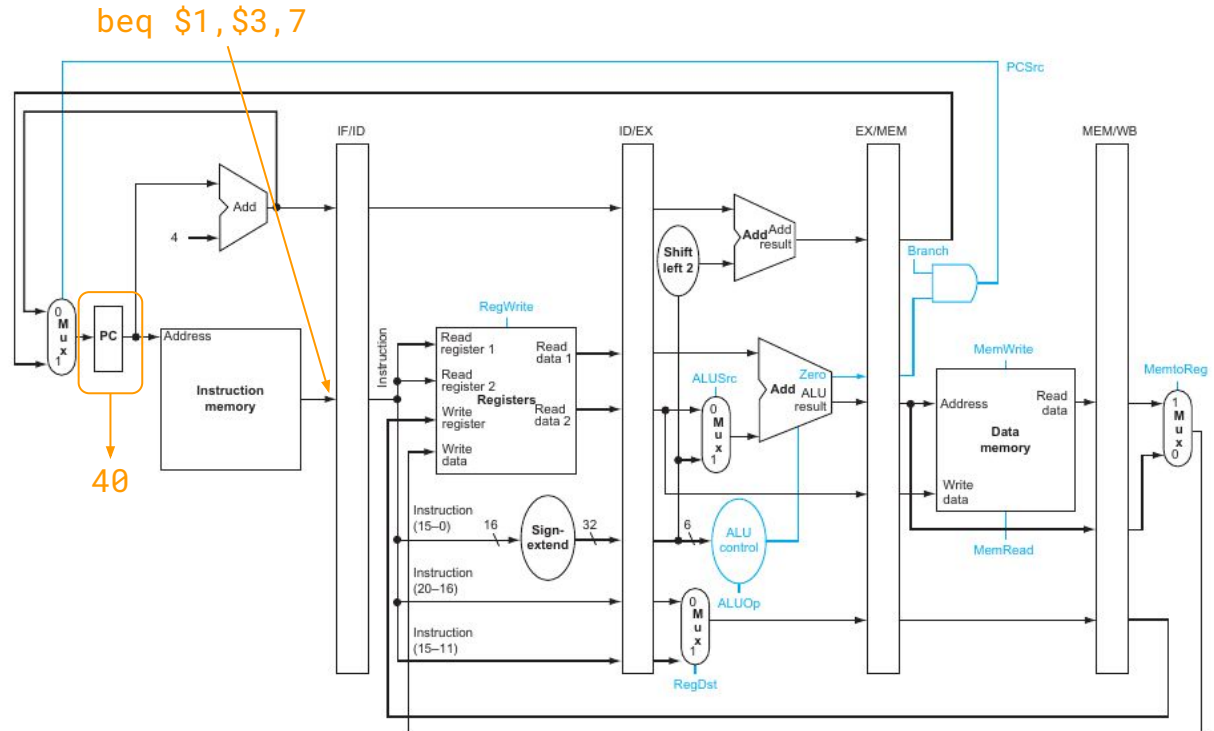 beq $1,$3,7
PCSrc
IF/ID
ID/EX
EX/MEM
MEM/WB
Add
4
Shift
left 2
Add
Add
result
Branch
0
M
u
x
1
PC
40
Address
Instruction
memory
Instruction
RegWrite
Read
register 1
Read
register 2
Write
register
Write
data
Registers
Read
data 1
Read
data 2
ALUSrc
0
M
u
x
1
Zero
Add
ALU
result
MemWrite
Address
Read
data
Data
memory
Write
data
MemRead
MemtoReg
1
M
u
x
0
Instruction
(15–0)
16
Sign-
extend
32
6
ALU
control
ALUOp
Instruction
(20–16)
Instruction
(15–11)
0
M
u
x
1
RegDst